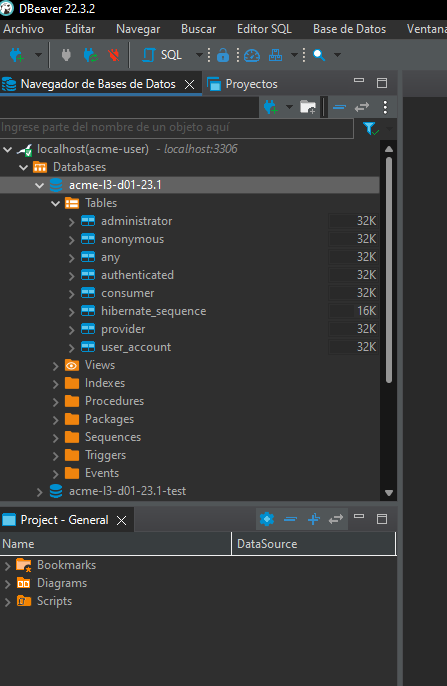 DBeaver 22.3.2
Archivo Editar Navegar Buscar Editor SQL Base de Datos Ventana
SQL
Navegador de Bases de Datos Proyectos
Ingrese parte del nombre de un objeto aquí
localhost(acme-user) - localhost:3306
Databases
acme-l3-d01-23.1
Tables
administrator 32K
anonymous 32K
any 32K
authenticated 32K
consumer 32K
hibernate_sequence 16K
provider 32K
user_account 32K
Views
Indexes
Procedures
Packages
Sequences
Triggers
Events
acme-l3-d01-23.1-test
Project - General
Name DataSource
Bookmarks
Diagrams
Scripts